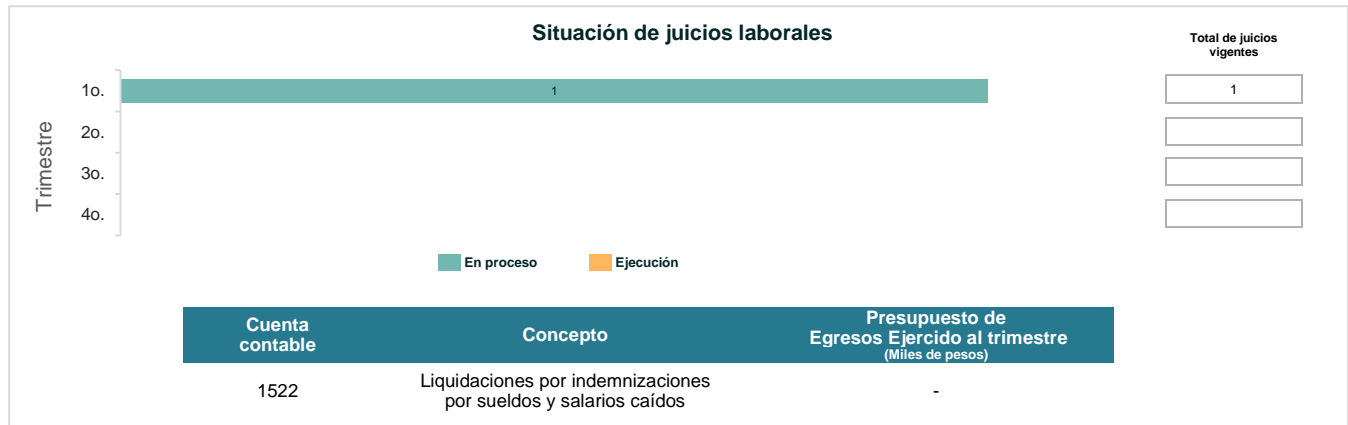 Situación de juicios laborales
Total de juicios
vigentes
Trimestre
1o.
1
1
2o.
3o.
4o.
En proceso
Ejecución
Cuenta
contable
Concepto
Presupuesto de
Egresos Ejercido al trimestre
(Miles de pesos)
1522
Liquidaciones por indemnizaciones
por sueldos y salarios caídos
-